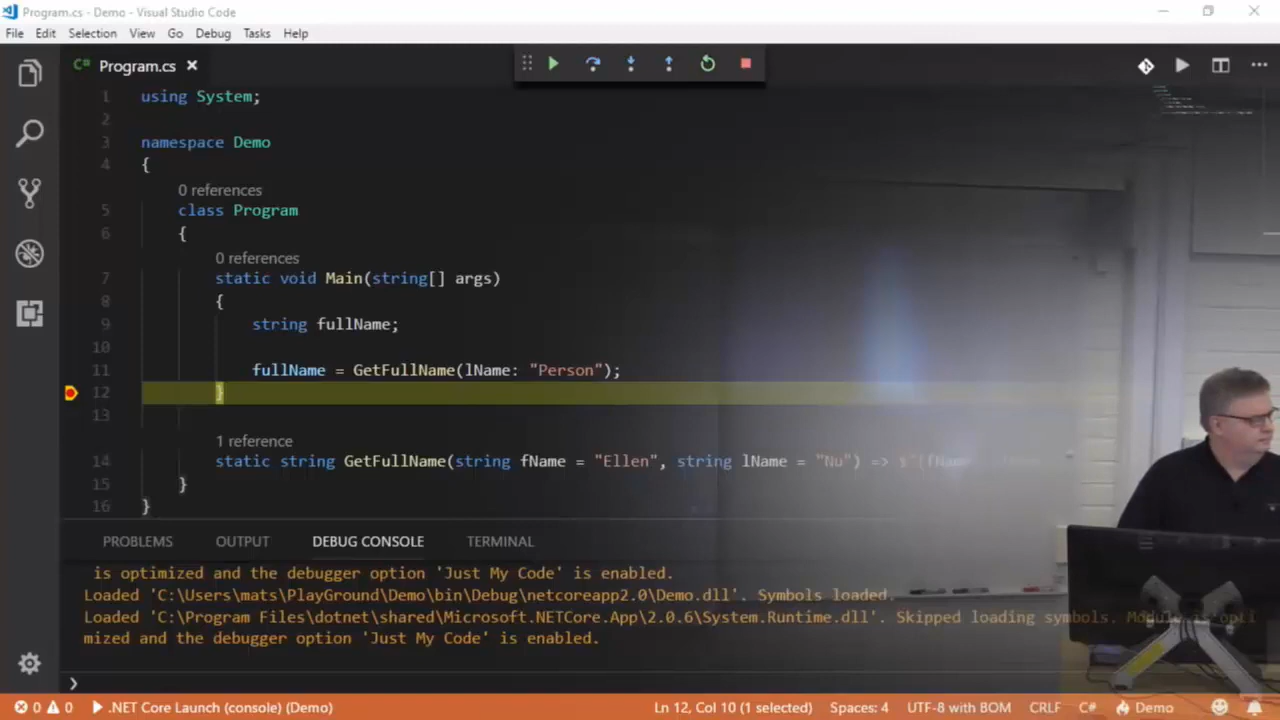 Program.cs - Demo - Visual Studio Code
File Edit Selection View Go Debug Tasks Help
C# Program.cs
1 using System;
2
3 namespace Demo
4 {
0 references
5 class Program
6 {
0 references
7 static void Main(string[] args)
8 {
9 string fullName;
10
11 fullName = GetFullName(lName: "Person");
12 }
13
1 reference
14 static string GetFullName(string fName = "Ellen", string lName = "Nu") => $"{fName
15 }
16 }
PROBLEMS OUTPUT DEBUG CONSOLE TERMINAL
is optimized and the debugger option 'Just My Code' is enabled.
Loaded 'C:\Users\mats\PlayGround\Demo\bin\Debug\netcoreapp2.0\Demo.dll'. Symbols loaded.
Loaded 'C:\Program Files\dotnet\shared\Microsoft.NETCore.App\2.0.6\System.Runtime.dll'. Skipped loading symbols. Module is opti
mized and the debugger option 'Just My Code' is enabled.
0 0 .NET Core Launch (console) (Demo) Ln 12, Col 10 (1 selected) Spaces: 4 UTF-8 with BOM CRLF C# Demo